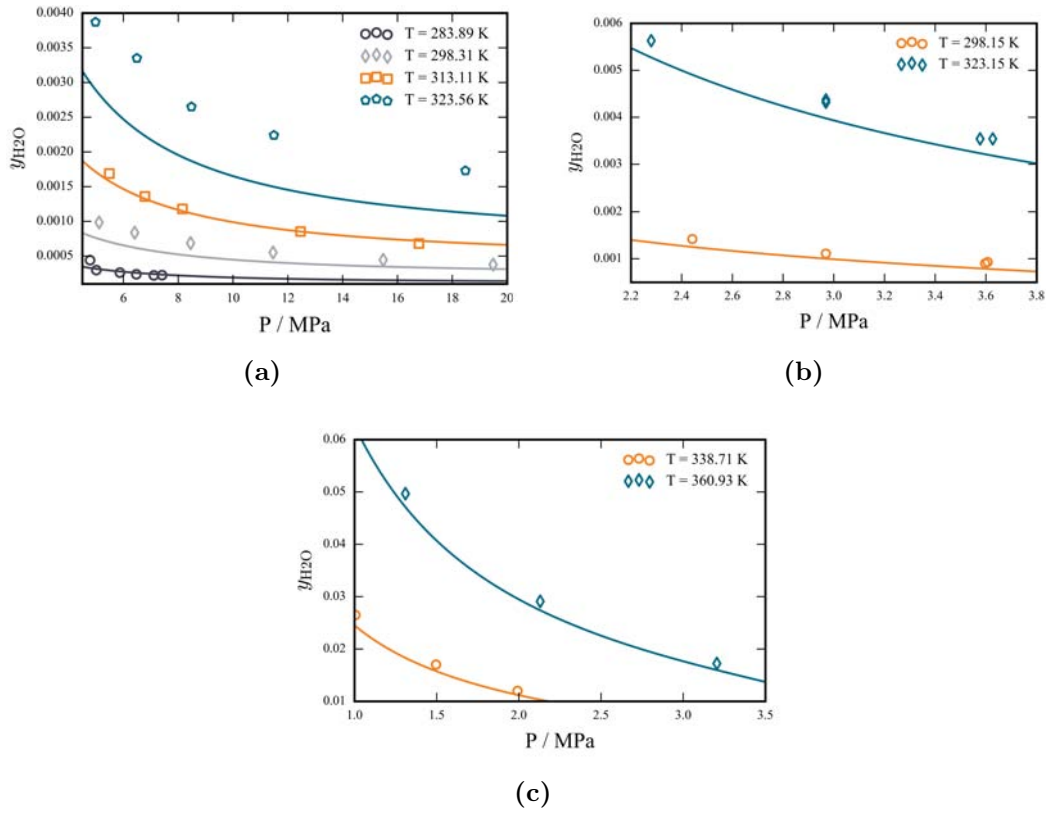 0.0040
0.0035
0.0030
0.0025
0.0020
0.0015
0.0010
0.0005
yH2O
T = 283.89 K
T = 298.31 K
T = 313.11 K
T = 323.56 K
6 8 10 12 14 16 18 20
P / MPa
(a)
0.006
0.005
0.004
0.003
0.002
0.001
yH2O
T = 298.15 K
T = 323.15 K
2.2 2.4 2.6 2.8 3.0 3.2 3.4 3.6 3.8
P / MPa
(b)
0.06
0.05
0.04
0.03
0.02
0.01
yH2O
T = 338.71 K
T = 360.93 K
1.0 1.5 2.0 2.5 3.0 3.5
P / MPa
(c)